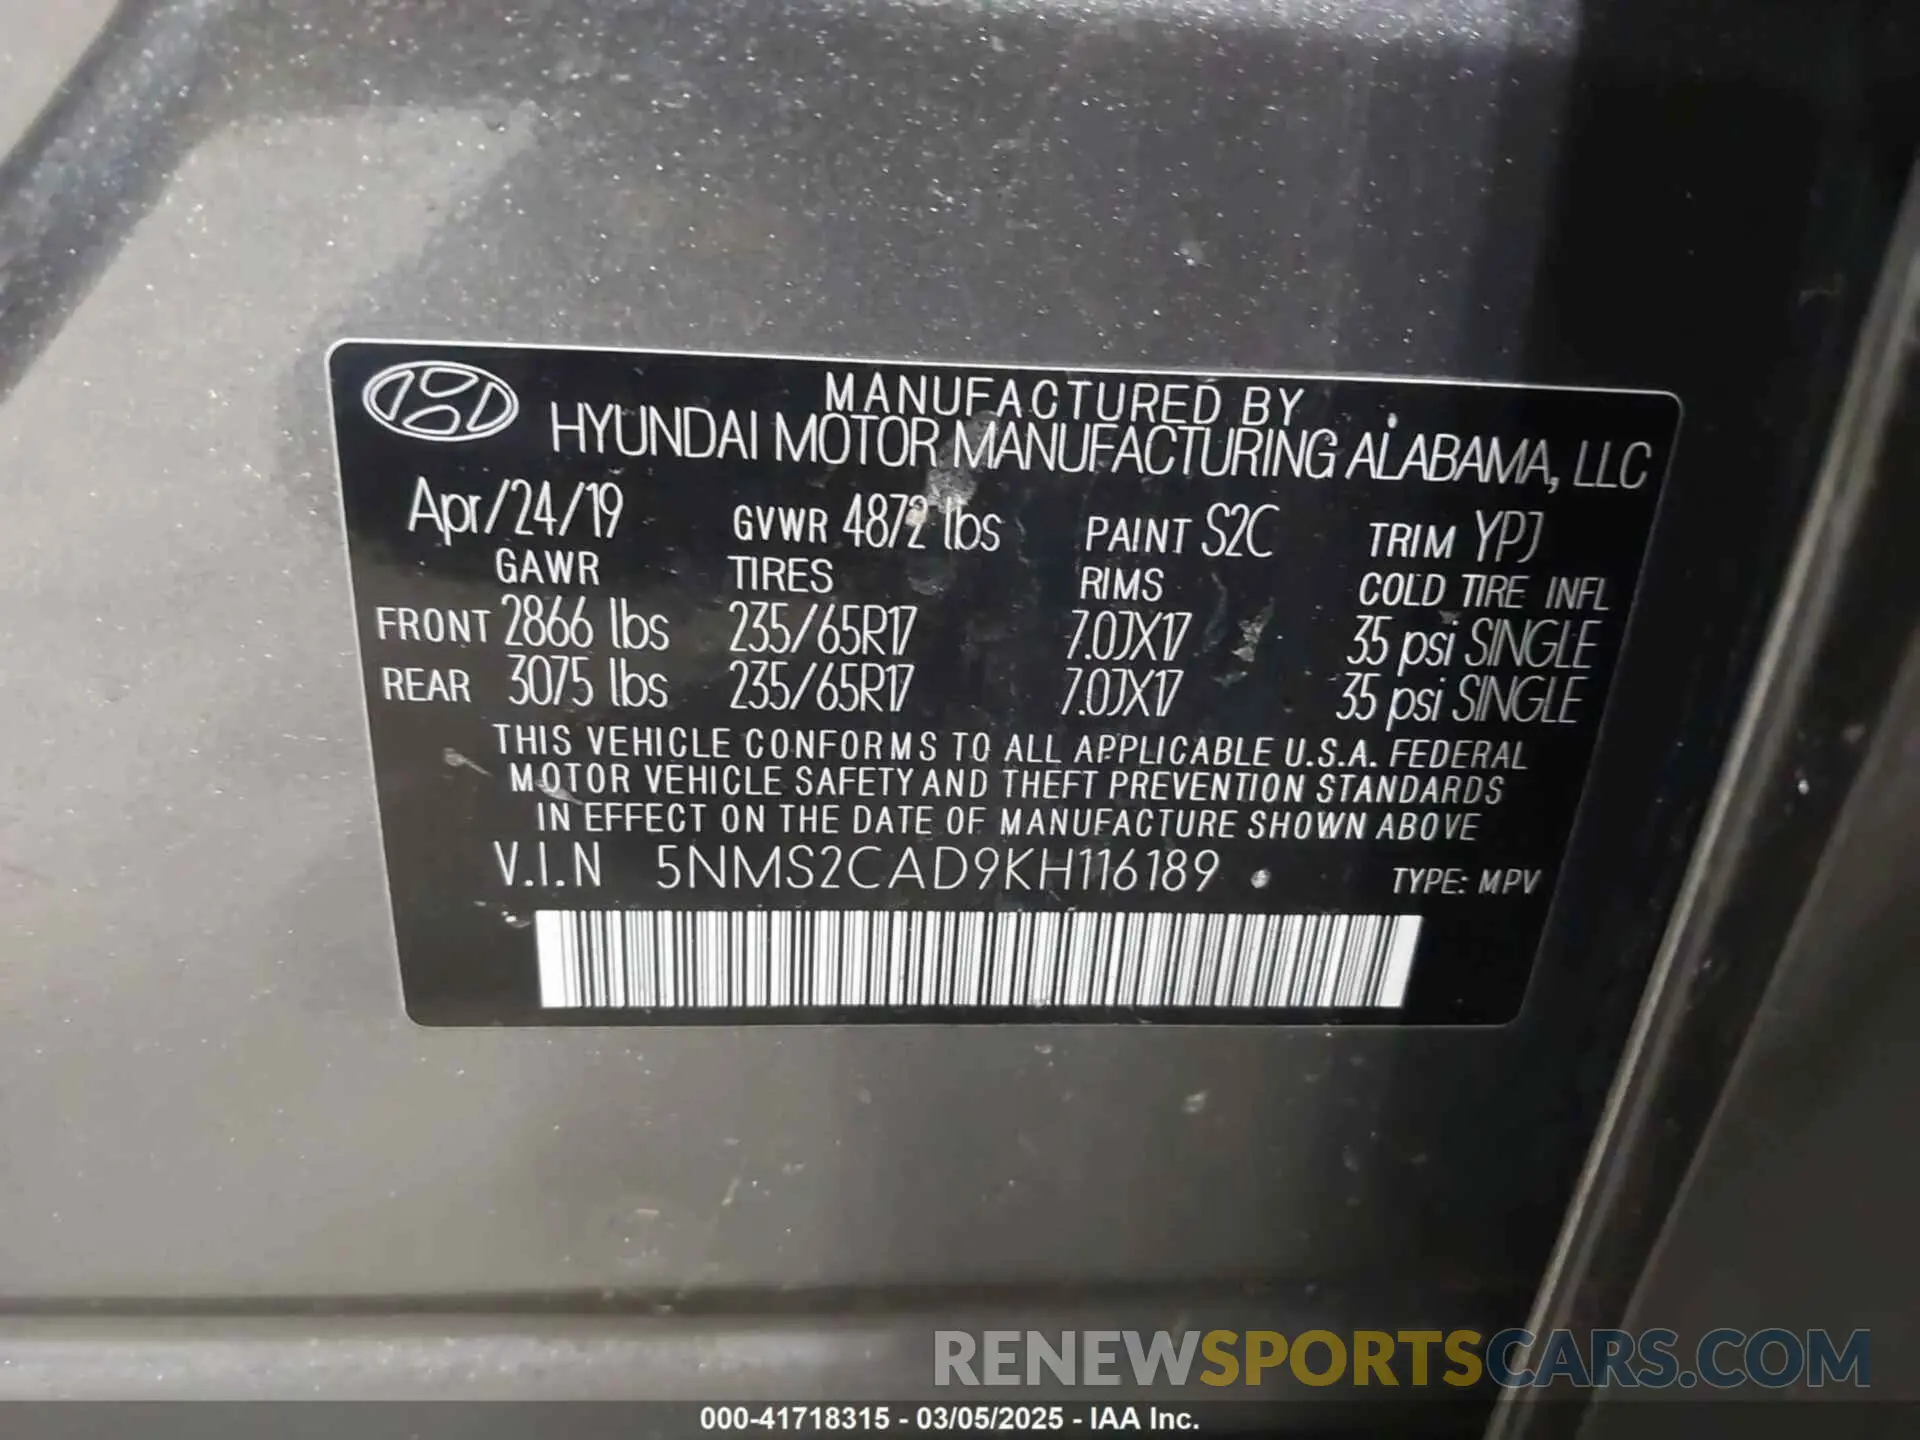 MANUFACTURED BY
HYUNDAI MOTOR MANUFACTURING ALABAMA, LLC
Apr/24/19 GVWR 4872 lbs PAINT S2C TRIM YPJ
GAWR TIRES RIMS COLD TIRE INFL
FRONT 2866 lbs 235/65R17 7.0JX17 35 psi SINGLE
REAR 3075 lbs 235/65R17 7.0JX17 35 psi SINGLE
THIS VEHICLE CONFORMS TO ALL APPLICABLE U.S.A. FEDERAL
MOTOR VEHICLE SAFETY AND THEFT PREVENTION STANDARDS
IN EFFECT ON THE DATE OF MANUFACTURE SHOWN ABOVE
V.I.N 5NMS2CAD9KH116189 TYPE: MPV
RENEWSPORTSCARS.COM
000-41718315 - 03/05/2025 - IAA Inc.